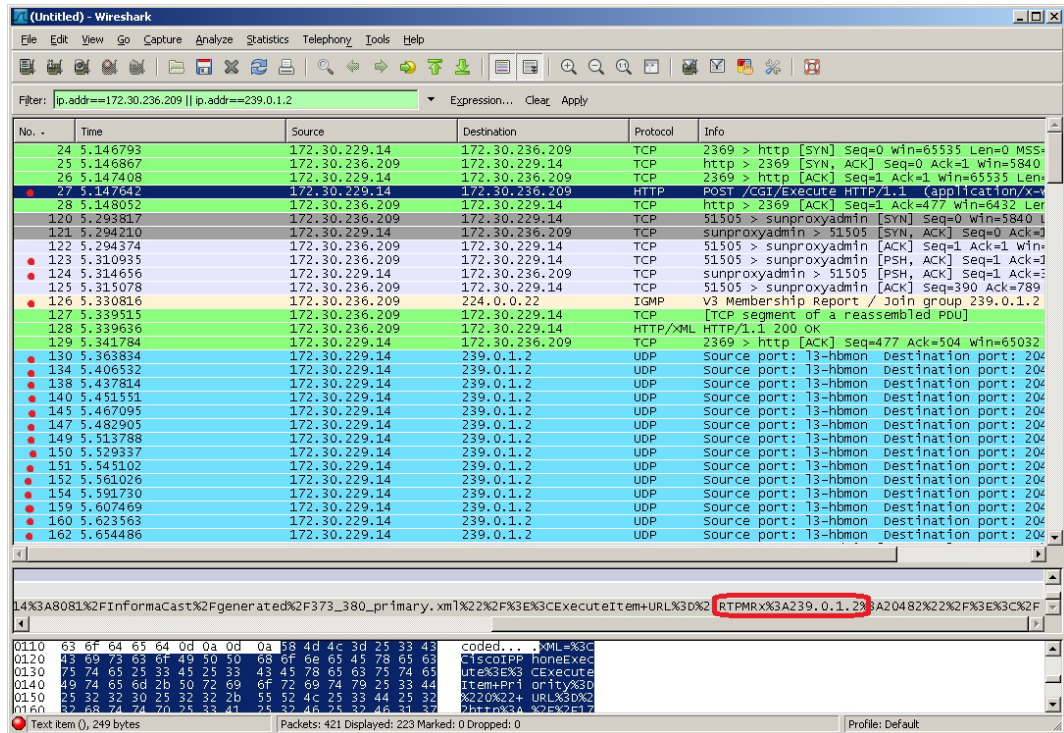 (Untitled) - Wireshark
File Edit View Go Capture Analyze Statistics Telephony Tools Help
Filter: ip.addr==172.30.236.209 || ip.addr==239.0.1.2 Expression... Clear Apply
No. . Time Source Destination Protocol Info
24 5.146793 172.30.229.14 172.30.236.209 TCP 2369 > http [SYN] Seq=0 Win=65535 Len=0 MSS=
25 5.146867 172.30.236.209 172.30.229.14 TCP http > 2369 [SYN, ACK] Seq=0 Ack=1 Win=5840
26 5.147408 172.30.229.14 172.30.236.209 TCP 2369 > http [ACK] Seq=1 Ack=1 Win=65535 Len=
27 5.147642 172.30.229.14 172.30.236.209 HTTP POST /CGI/Execute HTTP/1.1 (application/x-w
28 5.148052 172.30.236.209 172.30.229.14 TCP http > 2369 [ACK] Seq=1 Ack=477 Win=6432 Len
120 5.293817 172.30.236.209 172.30.229.14 TCP 51505 > sunproxyadmin [SYN] Seq=0 Win=5840 L
121 5.294210 172.30.229.14 172.30.236.209 TCP sunproxyadmin > 51505 [SYN, ACK] Seq=0 Ack=1
122 5.294374 172.30.236.209 172.30.229.14 TCP 51505 > sunproxyadmin [ACK] Seq=1 Ack=1 Win=
123 5.310935 172.30.236.209 172.30.229.14 TCP 51505 > sunproxyadmin [PSH, ACK] Seq=1 Ack=1
124 5.314656 172.30.229.14 172.30.236.209 TCP sunproxyadmin > 51505 [PSH, ACK] Seq=1 Ack=3
125 5.315078 172.30.236.209 172.30.229.14 TCP 51505 > sunproxyadmin [ACK] Seq=390 Ack=789
126 5.330816 172.30.236.209 224.0.0.22 IGMP V3 Membership Report / Join group 239.0.1.2
127 5.339515 172.30.236.209 172.30.229.14 TCP [TCP segment of a reassembled PDU]
128 5.339636 172.30.236.209 172.30.229.14 HTTP/XML HTTP/1.1 200 OK
129 5.341784 172.30.229.14 172.30.236.209 TCP 2369 > http [ACK] Seq=477 Ack=504 Win=65032
130 5.363834 172.30.229.14 239.0.1.2 UDP Source port: l3-hbmon Destination port: 204
134 5.406532 172.30.229.14 239.0.1.2 UDP Source port: l3-hbmon Destination port: 204
138 5.437814 172.30.229.14 239.0.1.2 UDP Source port: l3-hbmon Destination port: 204
140 5.451551 172.30.229.14 239.0.1.2 UDP Source port: l3-hbmon Destination port: 204
145 5.467095 172.30.229.14 239.0.1.2 UDP Source port: l3-hbmon Destination port: 204
147 5.482905 172.30.229.14 239.0.1.2 UDP Source port: l3-hbmon Destination port: 204
149 5.513788 172.30.229.14 239.0.1.2 UDP Source port: l3-hbmon Destination port: 204
150 5.529337 172.30.229.14 239.0.1.2 UDP Source port: l3-hbmon Destination port: 204
151 5.545102 172.30.229.14 239.0.1.2 UDP Source port: l3-hbmon Destination port: 204
152 5.561026 172.30.229.14 239.0.1.2 UDP Source port: l3-hbmon Destination port: 204
154 5.591730 172.30.229.14 239.0.1.2 UDP Source port: l3-hbmon Destination port: 204
159 5.607469 172.30.229.14 239.0.1.2 UDP Source port: l3-hbmon Destination port: 204
160 5.623563 172.30.229.14 239.0.1.2 UDP Source port: l3-hbmon Destination port: 204
162 5.654486 172.30.229.14 239.0.1.2 UDP Source port: l3-hbmon Destination port: 204
14%3A8081%2FInformaCast%2Fgenerated%2F373_380_primary.xml%22%2F%3E%3CExecuteItem+URL%3D%2 RTPMRx%3A239.0.1.2%3A20482%22%2F%3E%3C%2F
0110 63 6f 64 65 64 0d 0a 0d 0a 58 4d 4c 3d 25 33 43 coded... .XML=%3C
0120 43 69 73 63 6f 49 50 50 68 6f 6e 65 45 78 65 63 CiscoIPP honeExec
0130 75 74 65 25 33 45 25 33 43 45 78 65 63 75 74 65 ute%3E%3 CExecute
0140 49 74 65 6d 2b 50 72 69 6f 72 69 74 79 25 33 44 Item+Pri ority%3D
0150 25 32 32 30 25 32 32 2b 55 52 4c 25 33 44 25 32 %220%22+ URL%3D%2
0160 32 68 74 74 70 25 33 41 25 32 46 25 32 46 31 37 2http%3A %2F%2F17
Text item (), 249 bytes Packets: 421 Displayed: 223 Marked: 0 Dropped: 0 Profile: Default